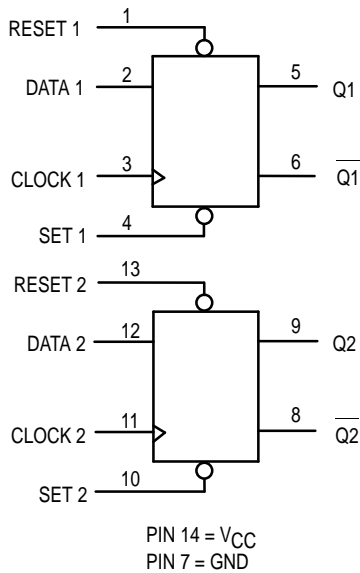 RESET 1 1
DATA 1 2 5 Q1
CLOCK 1 3 6 Q1
SET 1 4
RESET 2 13
DATA 2 12 9 Q2
CLOCK 2 11 8 Q2
SET 2 10
PIN 14 = VCC
PIN 7 = GND